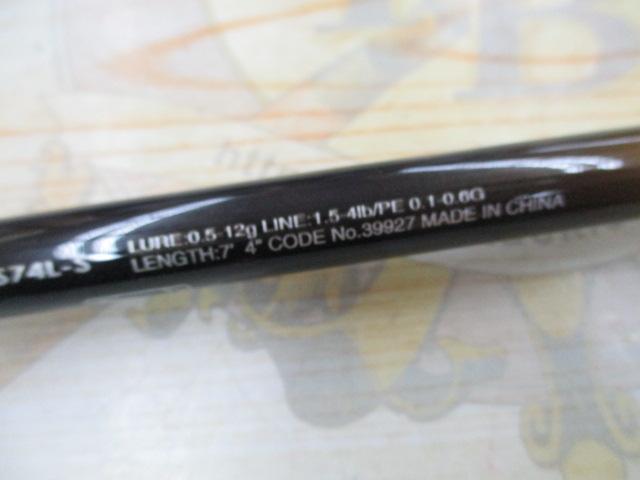 S74L-S
LURE:0.5-12g LINE:1.5-4lb/PE 0.1-0.6G
LENGTH:7' 4" CODE No.39927 MADE IN CHINA